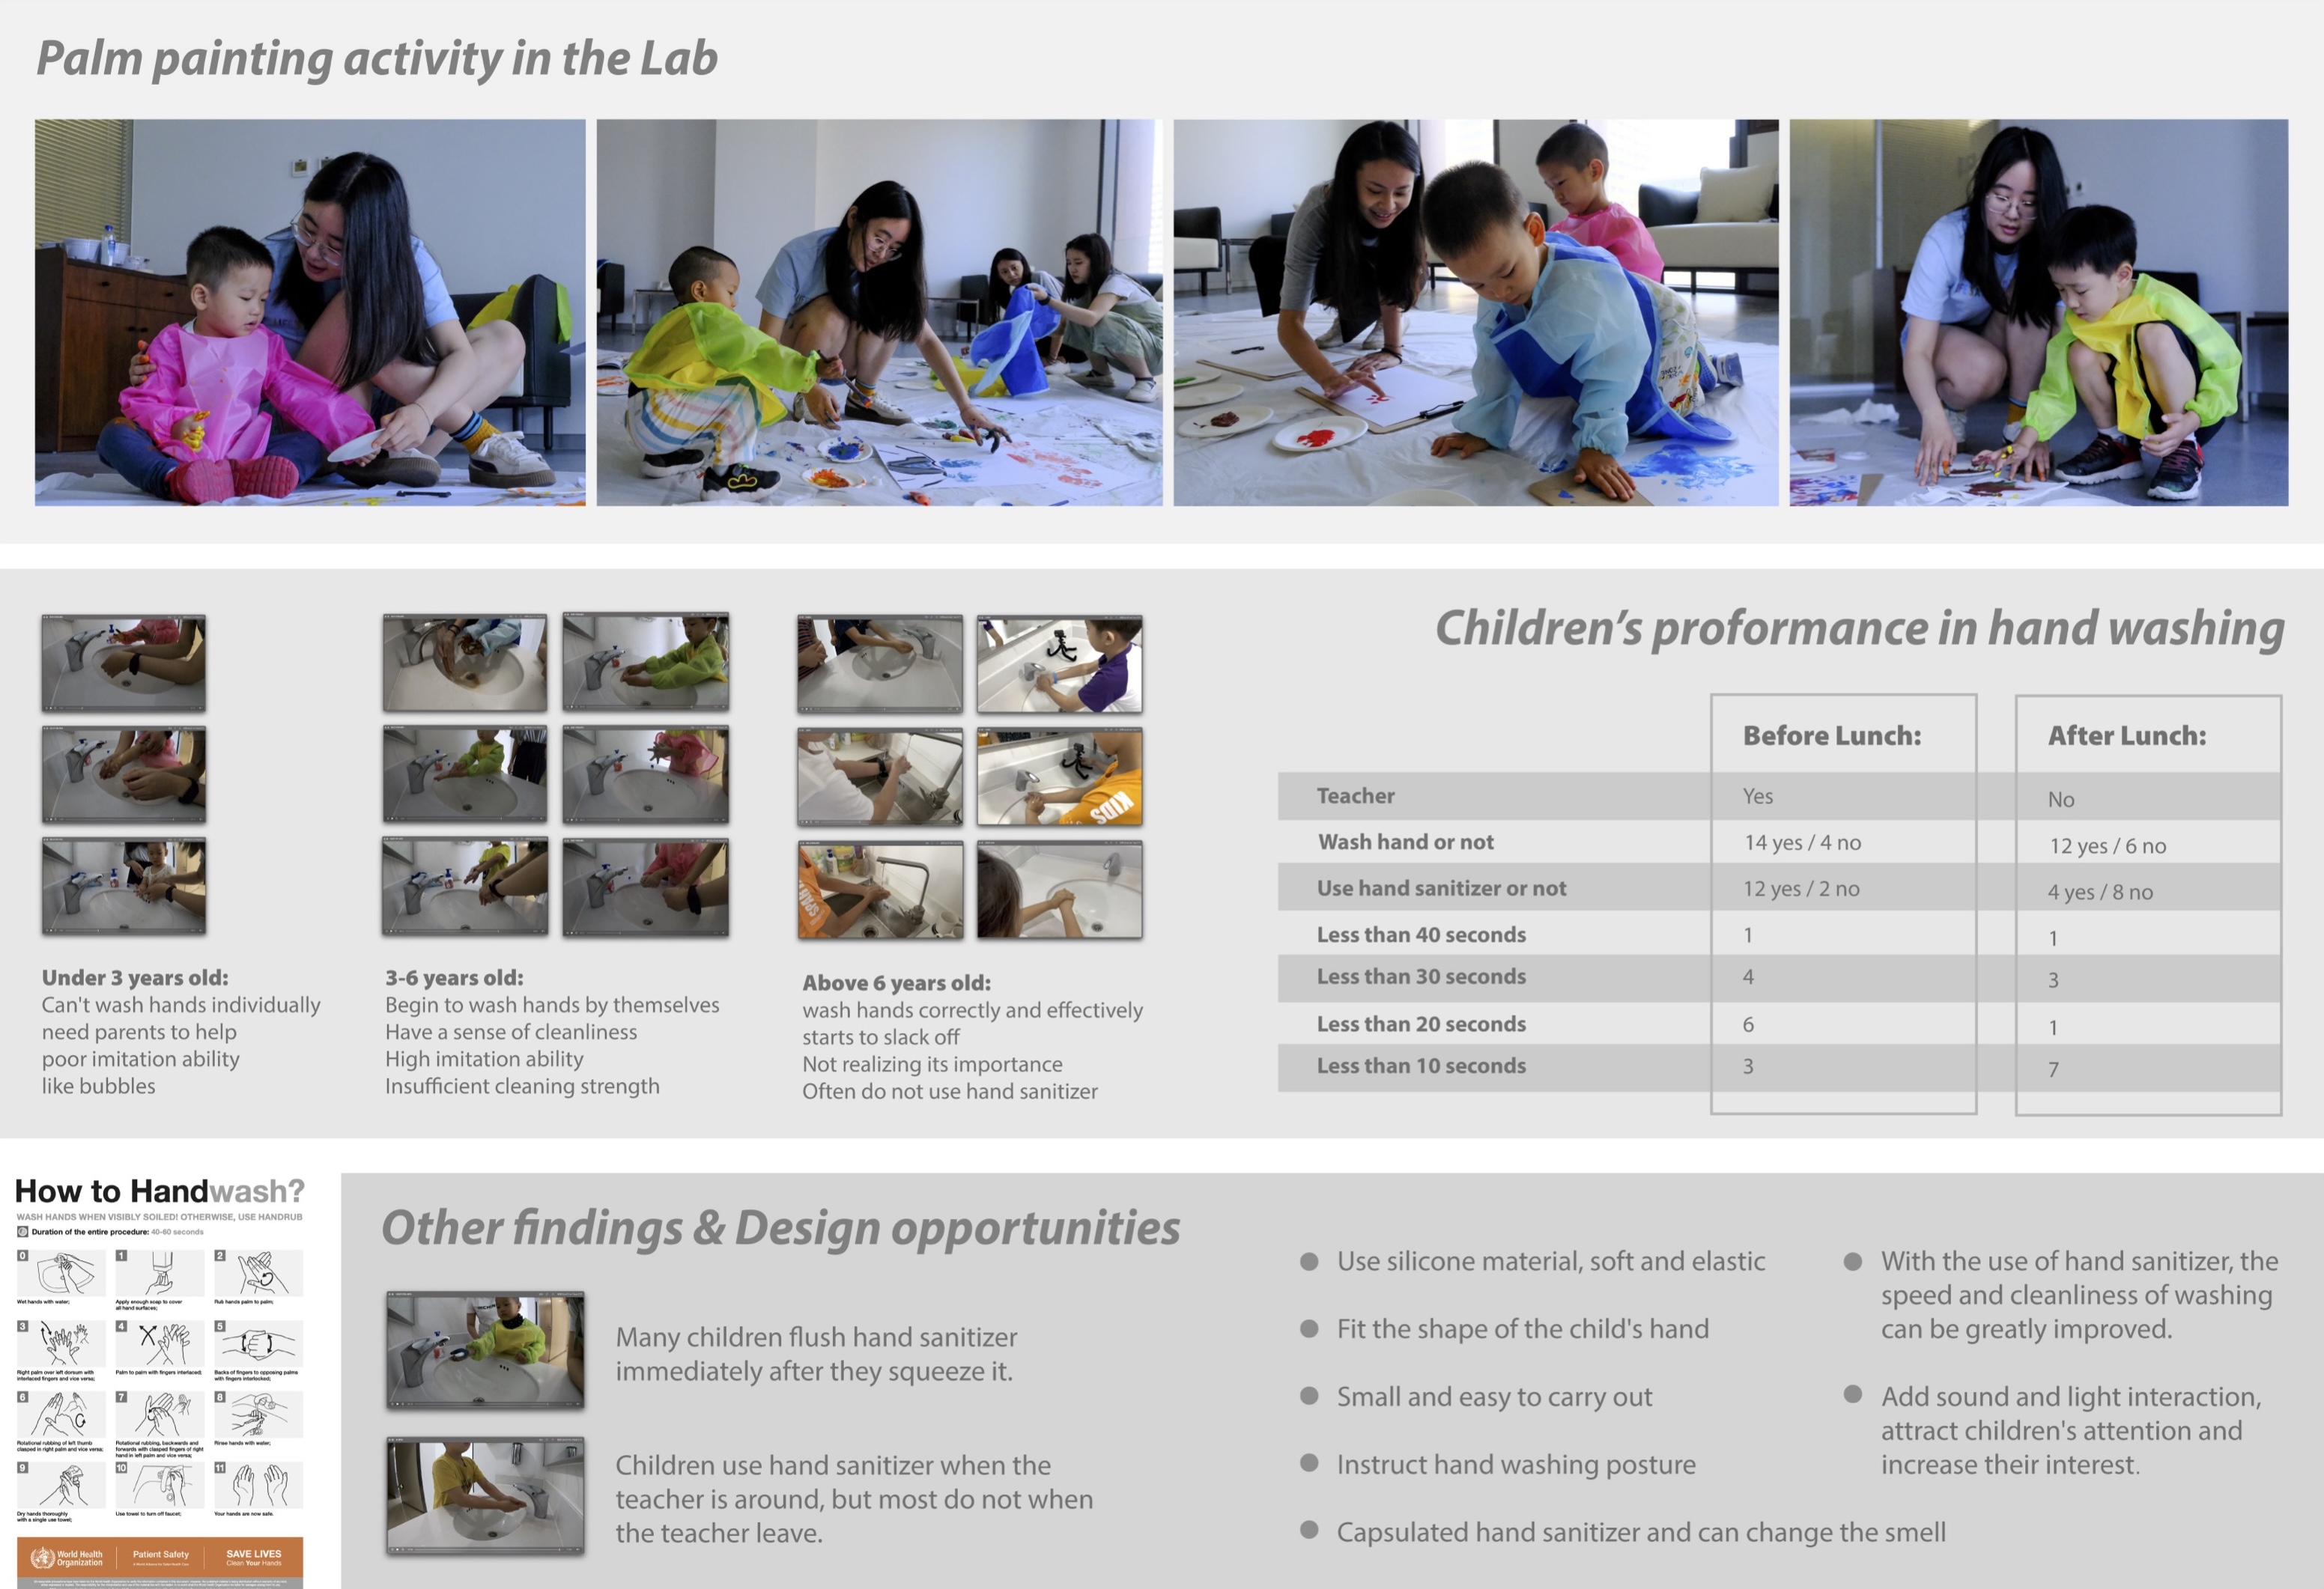 Palm painting activity in the Lab
Under 3 years old:
Can't wash hands individually
need parents to help
poor imitation ability
like bubbles
3-6 years old:
Begin to wash hands by themselves
Have a sense of cleanliness
High imitation ability
Insufficient cleaning strength
Above 6 years old:
wash hands correctly and effectively
starts to slack off
Not realizing its importance
Often do not use hand sanitizer
KIDS
Children's proformance in hand washing
Before Lunch: After Lunch:
Teacher Yes No
Wash hand or not 14 yes / 4 no 12 yes / 6 no
Use hand sanitizer or not 12 yes / 2 no 4 yes / 8 no
Less than 40 seconds 1 1
Less than 30 seconds 4 3
Less than 20 seconds 6 1
Less than 10 seconds 3 7
How to Handwash?
WASH HANDS WHEN VISIBLY SOILED! OTHERWISE, USE HANDRUB
Duration of the entire procedure: 40-60 seconds
0 1 2
Wet hands with water;
Apply enough soap to cover
all hand surfaces;
Rub hands palm to palm;
3 4 5
Right palm over left dorsum with
interlaced fingers and vice versa;
Palm to palm with fingers interlaced;
Backs of fingers to opposing palms
with fingers interlocked;
6 7 8
Rotational rubbing of left thumb
clasped in right palm and vice versa;
Rotational rubbing, backwards and
forwards with clasped fingers of right
hand in left palm and vice versa;
Rinse hands with water;
9 10 11
Dry hands thoroughly
with a single use towel;
Use towel to turn off faucet;
Your hands are now safe.
World Health
Organization
Patient Safety
SAVE LIVES
Clean Your Hands
Other findings & Design opportunities
Many children flush hand sanitizer
immediately after they squeeze it.
Children use hand sanitizer when the
teacher is around, but most do not when
the teacher leave.
Use silicone material, soft and elastic
Fit the shape of the child's hand
Small and easy to carry out
Instruct hand washing posture
Capsulated hand sanitizer and can change the smell
With the use of hand sanitizer, the
speed and cleanliness of washing
can be greatly improved.
Add sound and light interaction,
attract children's attention and
increase their interest.